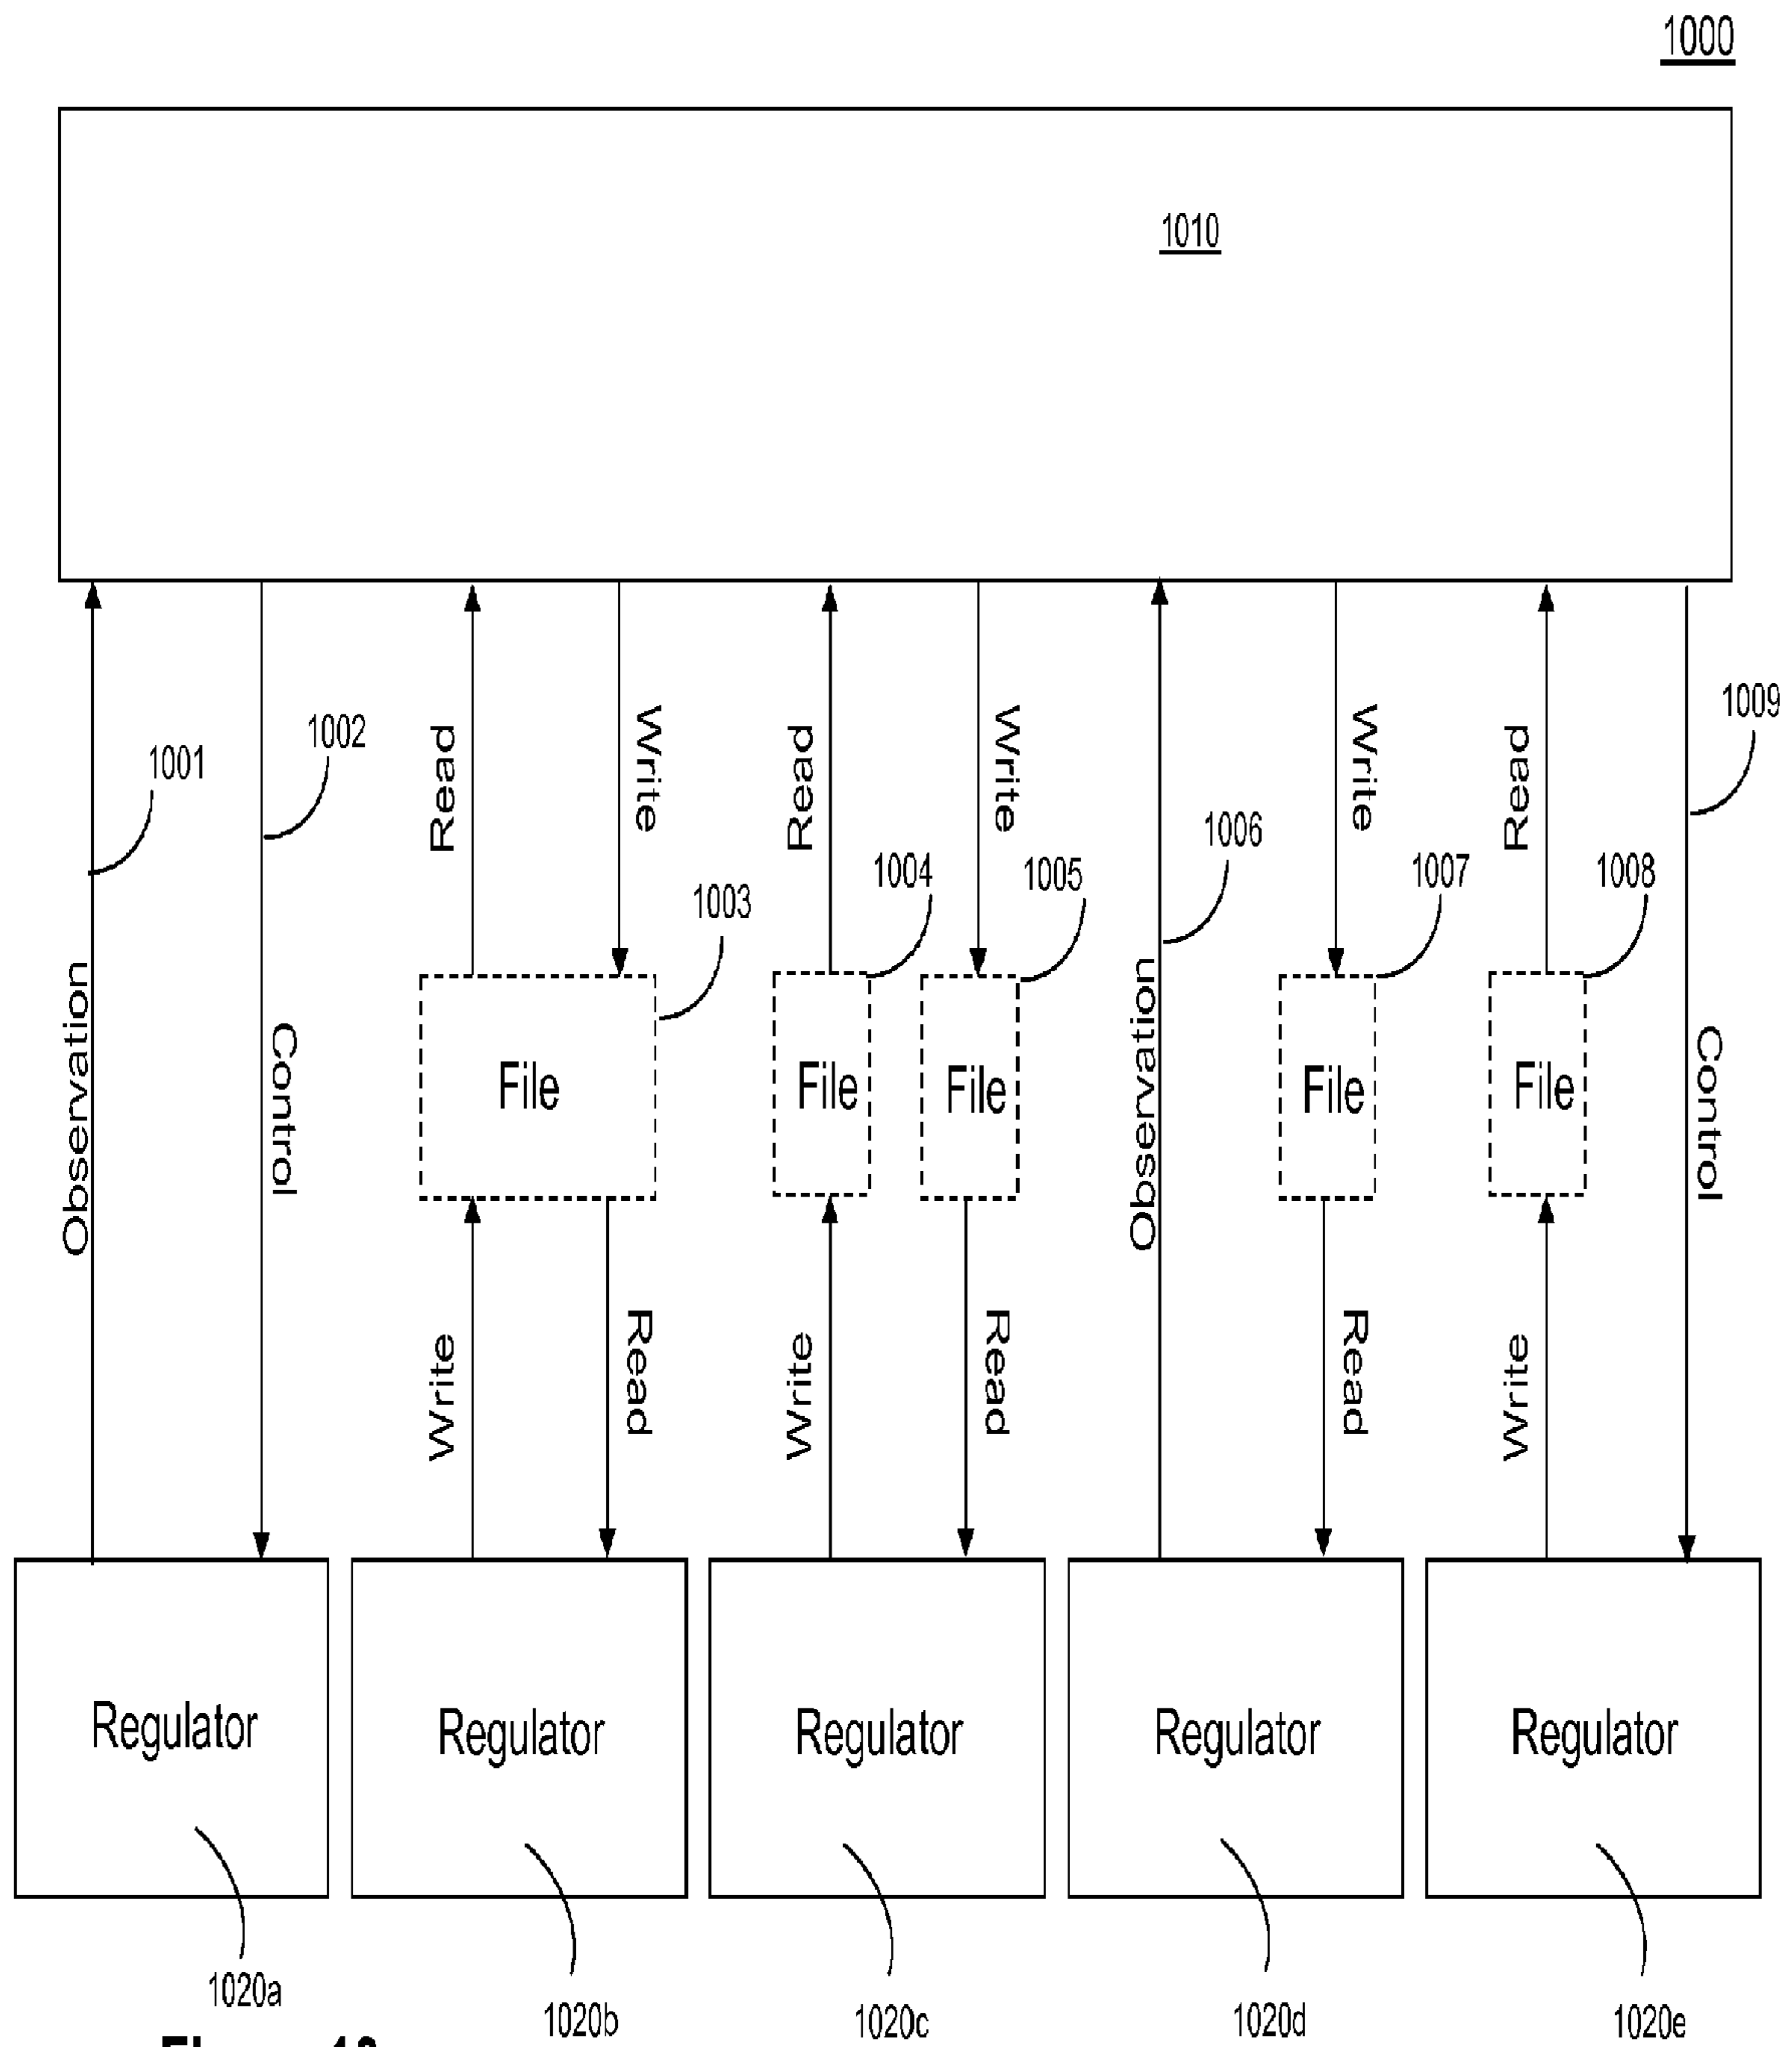 1000
1010
1001
1002
Read
Write
Read
Write
Write
Read
1009
1003
1004
1005
1006
1007
1008
Observation
Control
File
File
File
Observation
File
File
Control
Write
Read
Write
Read
Read
Write
Regulator
Regulator
Regulator
Regulator
Regulator
1020a
1020b
1020c
1020d
1020e